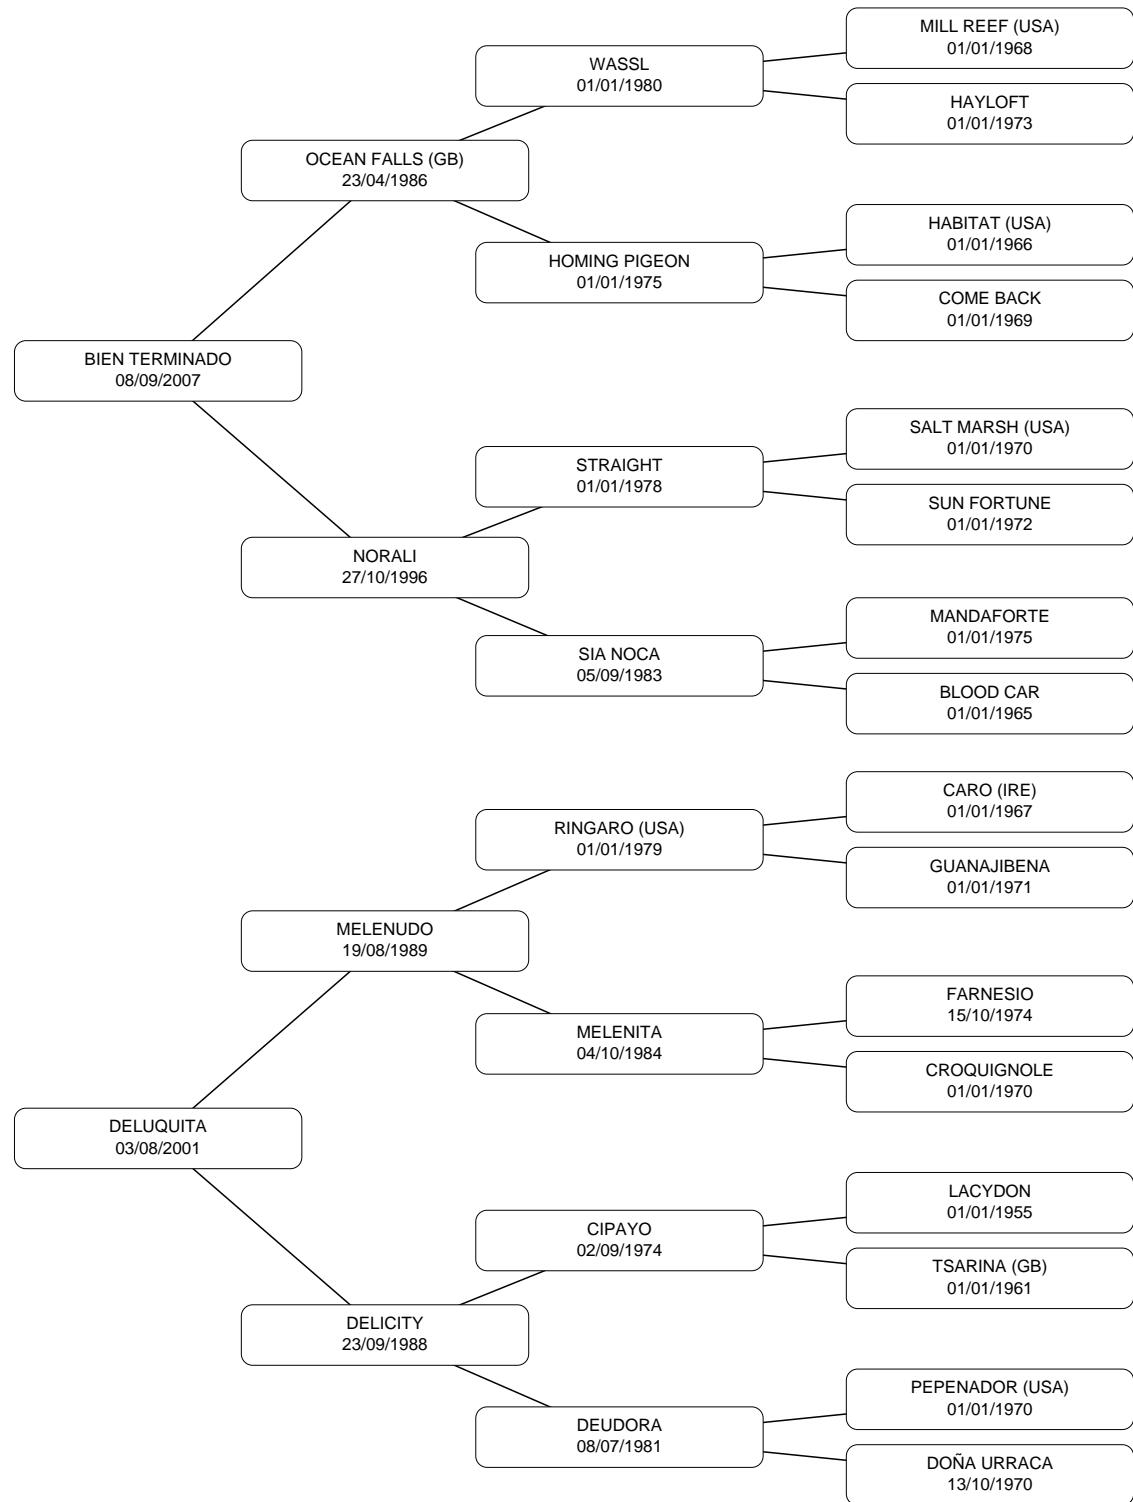 MILL REEF (USA)
01/01/1968
WASSL
01/01/1980
HAYLOFT
01/01/1973
OCEAN FALLS (GB)
23/04/1986
HABITAT (USA)
01/01/1966
HOMING PIGEON
01/01/1975
COME BACK
01/01/1969
BIEN TERMINADO
08/09/2007
SALT MARSH (USA)
01/01/1970
STRAIGHT
01/01/1978
SUN FORTUNE
01/01/1972
NORALI
27/10/1996
MANDAFORTE
01/01/1975
SIA NOCA
05/09/1983
BLOOD CAR
01/01/1965
CARO (IRE)
01/01/1967
RINGARO (USA)
01/01/1979
GUANAJIBENA
01/01/1971
MELENUDO
19/08/1989
FARNESIO
15/10/1974
MELENITA
04/10/1984
CROQUIGNOLE
01/01/1970
DELUQUITA
03/08/2001
LACYDON
01/01/1955
CIPAYO
02/09/1974
TSARINA (GB)
01/01/1961
DELICITY
23/09/1988
PEPENADOR (USA)
01/01/1970
DEUDORA
08/07/1981
DOÑA URRACA
13/10/1970